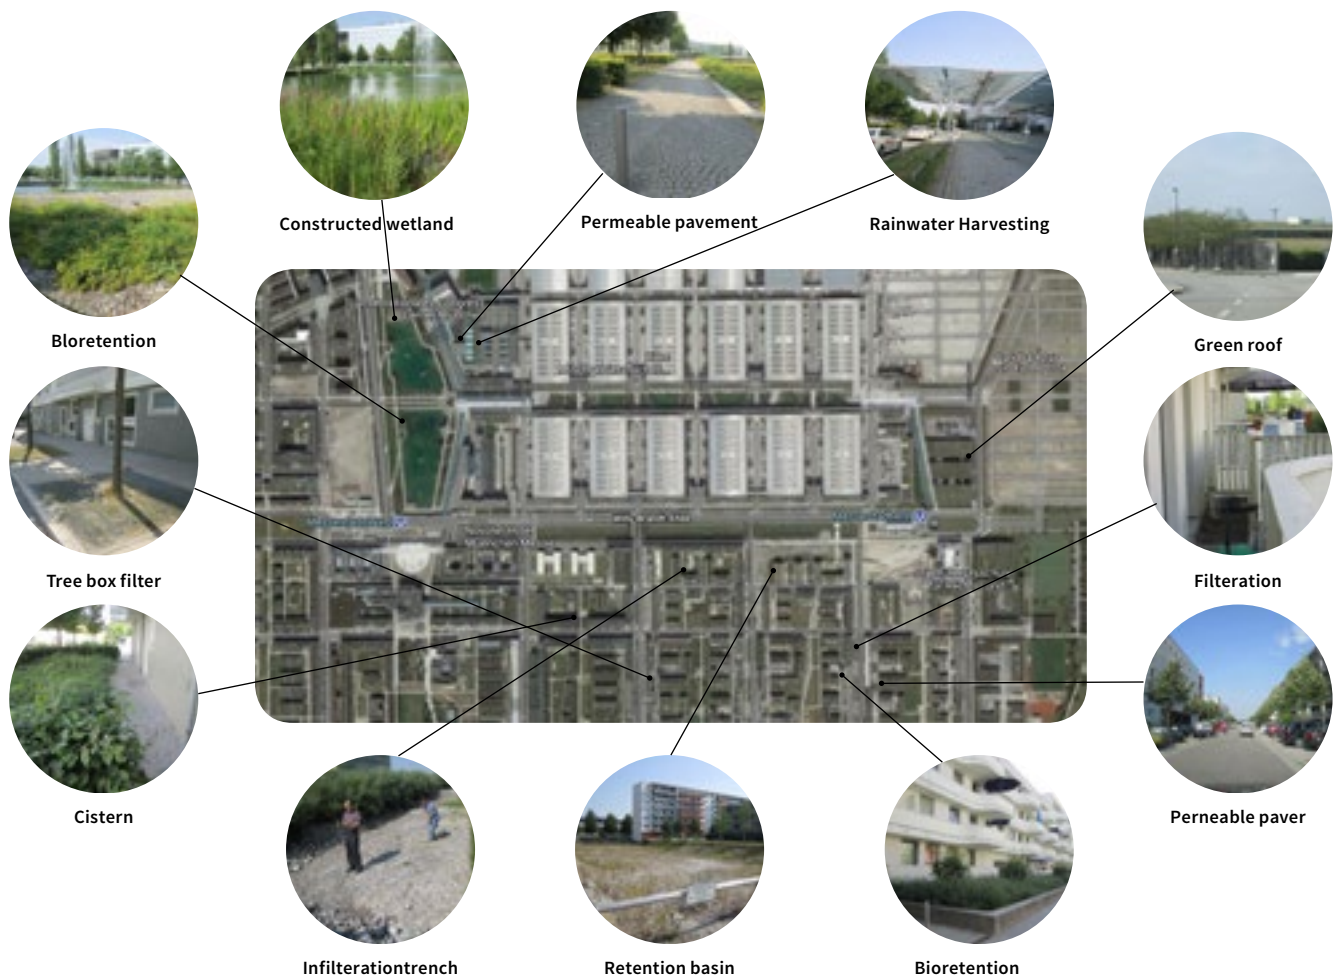 Constructed wetland
Permeable pavement
Rainwater Harvesting
Bloretention
Green roof
Tree box filter
Filteration
Cistern
Perneable paver
Infilterationtrench
Retention basin
Bioretention